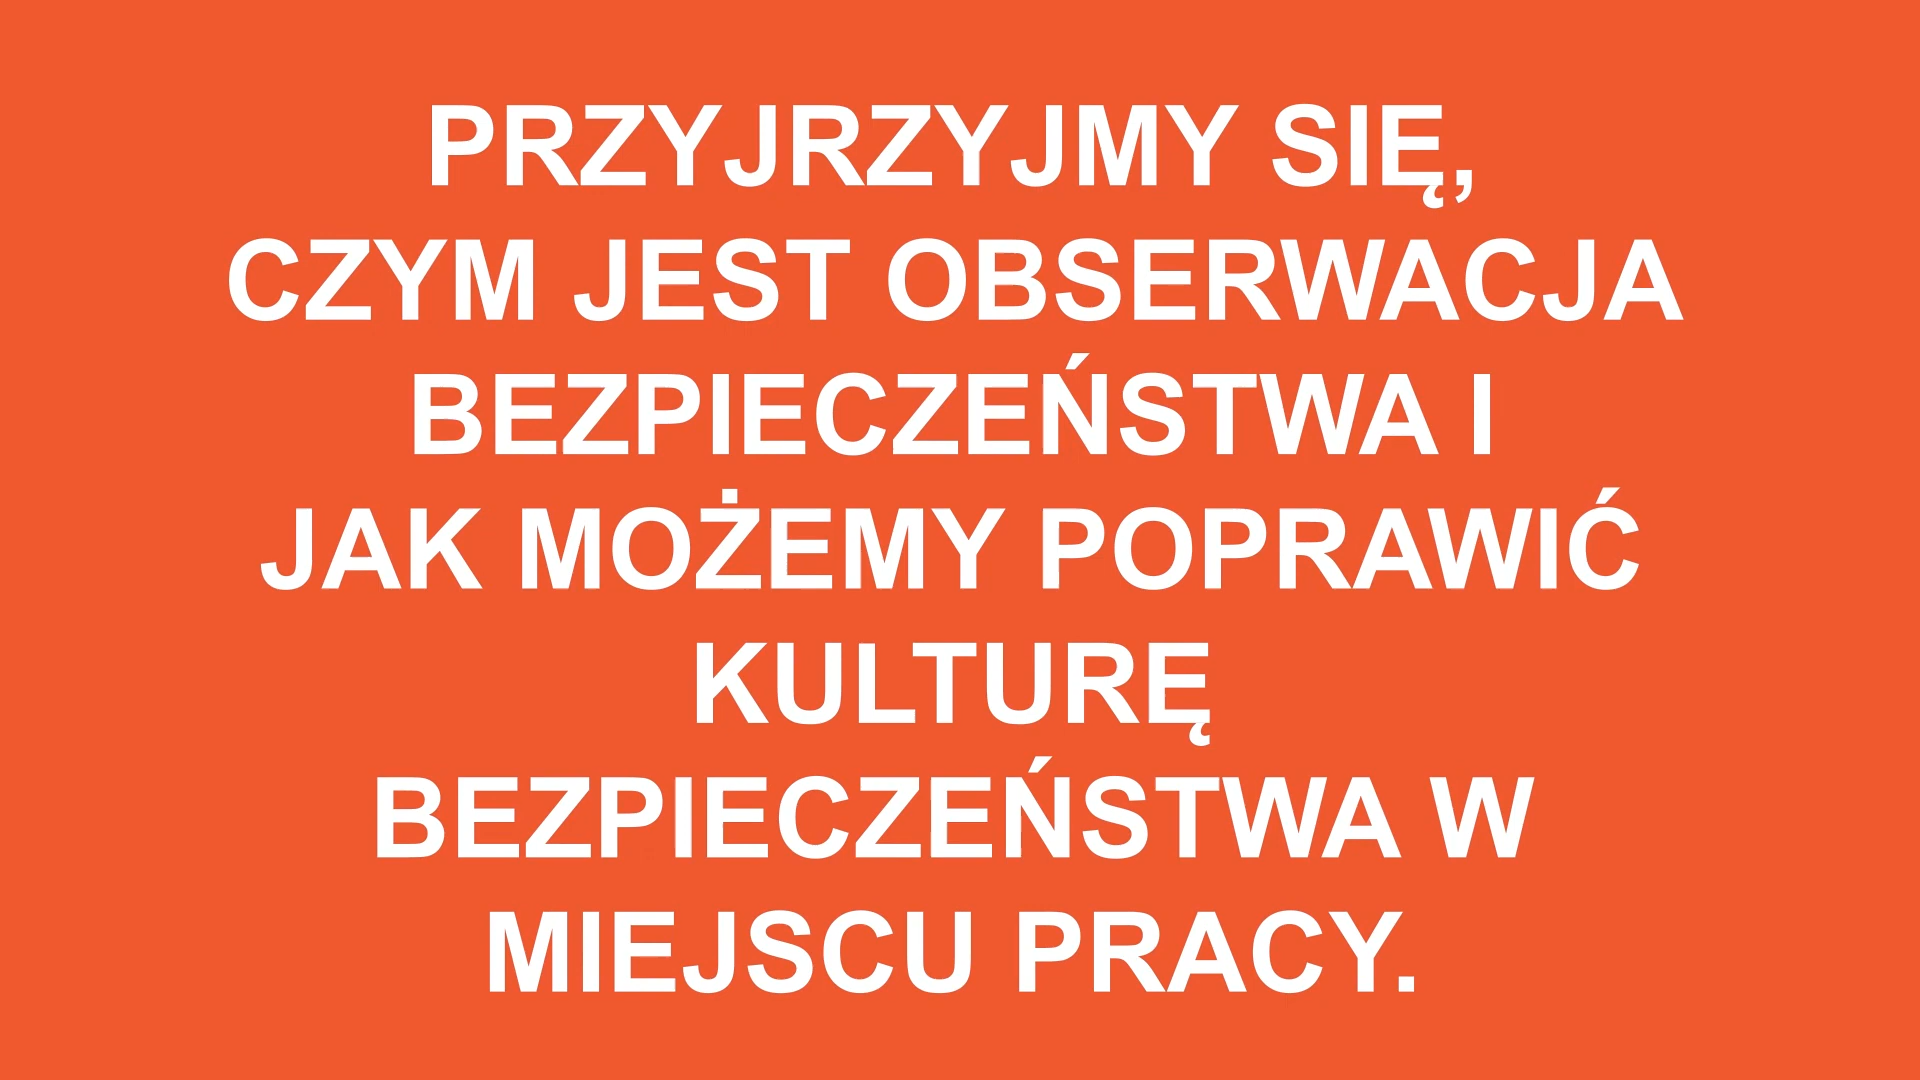 PRZYJRZYJMY SIĘ,
CZYM JEST OBSERWACJA
BEZPIECZEŃSTWA I
JAK MOŻEMY POPRAWIĆ
KULTURĘ
BEZPIECZEŃSTWA W
MIEJSCU PRACY.